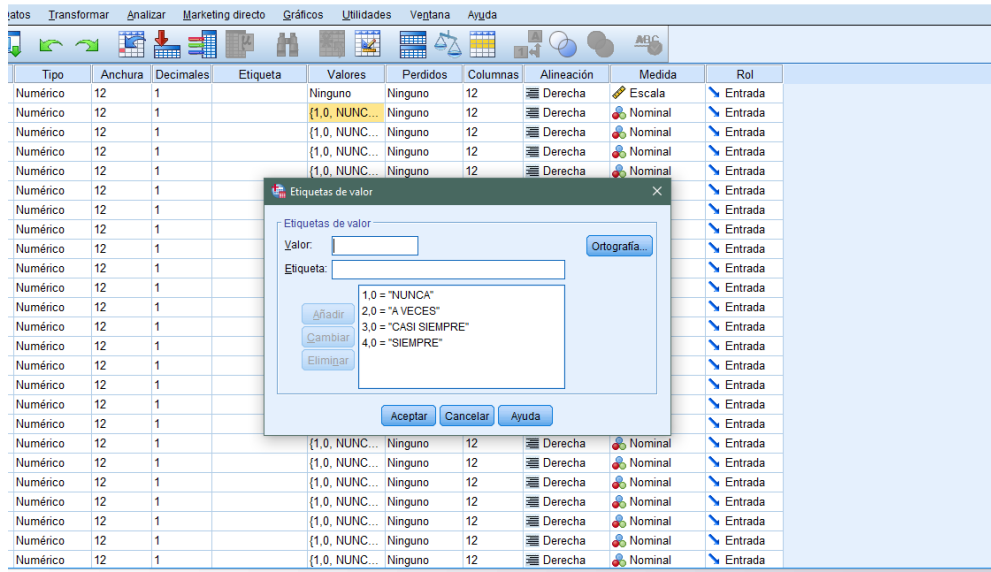 atos Transformar Analizar Marketing directo Gráficos Utilidades Ventana Ayuda
Tipo Anchura Decimales Etiqueta Valores Perdidos Columnas Alineación Medida Rol
Numérico 12 1 Ninguno Ninguno 12 Derecha Escala Entrada
Numérico 12 1 {1,0, NUNC... Ninguno 12 Derecha Nominal Entrada
Numérico 12 1 {1,0, NUNC... Ninguno 12 Derecha Nominal Entrada
Numérico 12 1 {1,0, NUNC... Ninguno 12 Derecha Nominal Entrada
Numérico 12 1 {1,0, NUNC... Ninguno 12 Derecha Nominal Entrada
Numérico 12 1 Entrada
Numérico 12 1 Entrada
Numérico 12 1 Entrada
Numérico 12 1 Entrada
Numérico 12 1 Entrada
Numérico 12 1 Entrada
Numérico 12 1 Entrada
Numérico 12 1 Entrada
Numérico 12 1 Entrada
Numérico 12 1 Entrada
Numérico 12 1 Entrada
Numérico 12 1 Entrada
Numérico 12 1 Entrada
Numérico 12 1 {1,0, NUNC... Ninguno 12 Derecha Nominal Entrada
Numérico 12 1 {1,0, NUNC... Ninguno 12 Derecha Nominal Entrada
Numérico 12 1 {1,0, NUNC... Ninguno 12 Derecha Nominal Entrada
Numérico 12 1 {1,0, NUNC... Ninguno 12 Derecha Nominal Entrada
Numérico 12 1 {1,0, NUNC... Ninguno 12 Derecha Nominal Entrada
Numérico 12 1 {1,0, NUNC... Ninguno 12 Derecha Nominal Entrada
Numérico 12 1 {1,0, NUNC... Ninguno 12 Derecha Nominal Entrada
Etiquetas de valor
Etiquetas de valor
Valor: Ortografía...
Etiqueta:
1,0 = "NUNCA"
Añadir 2,0 = "A VECES"
3,0 = "CASI SIEMPRE"
Cambiar 4,0 = "SIEMPRE"
Eliminar
Aceptar Cancelar Ayuda